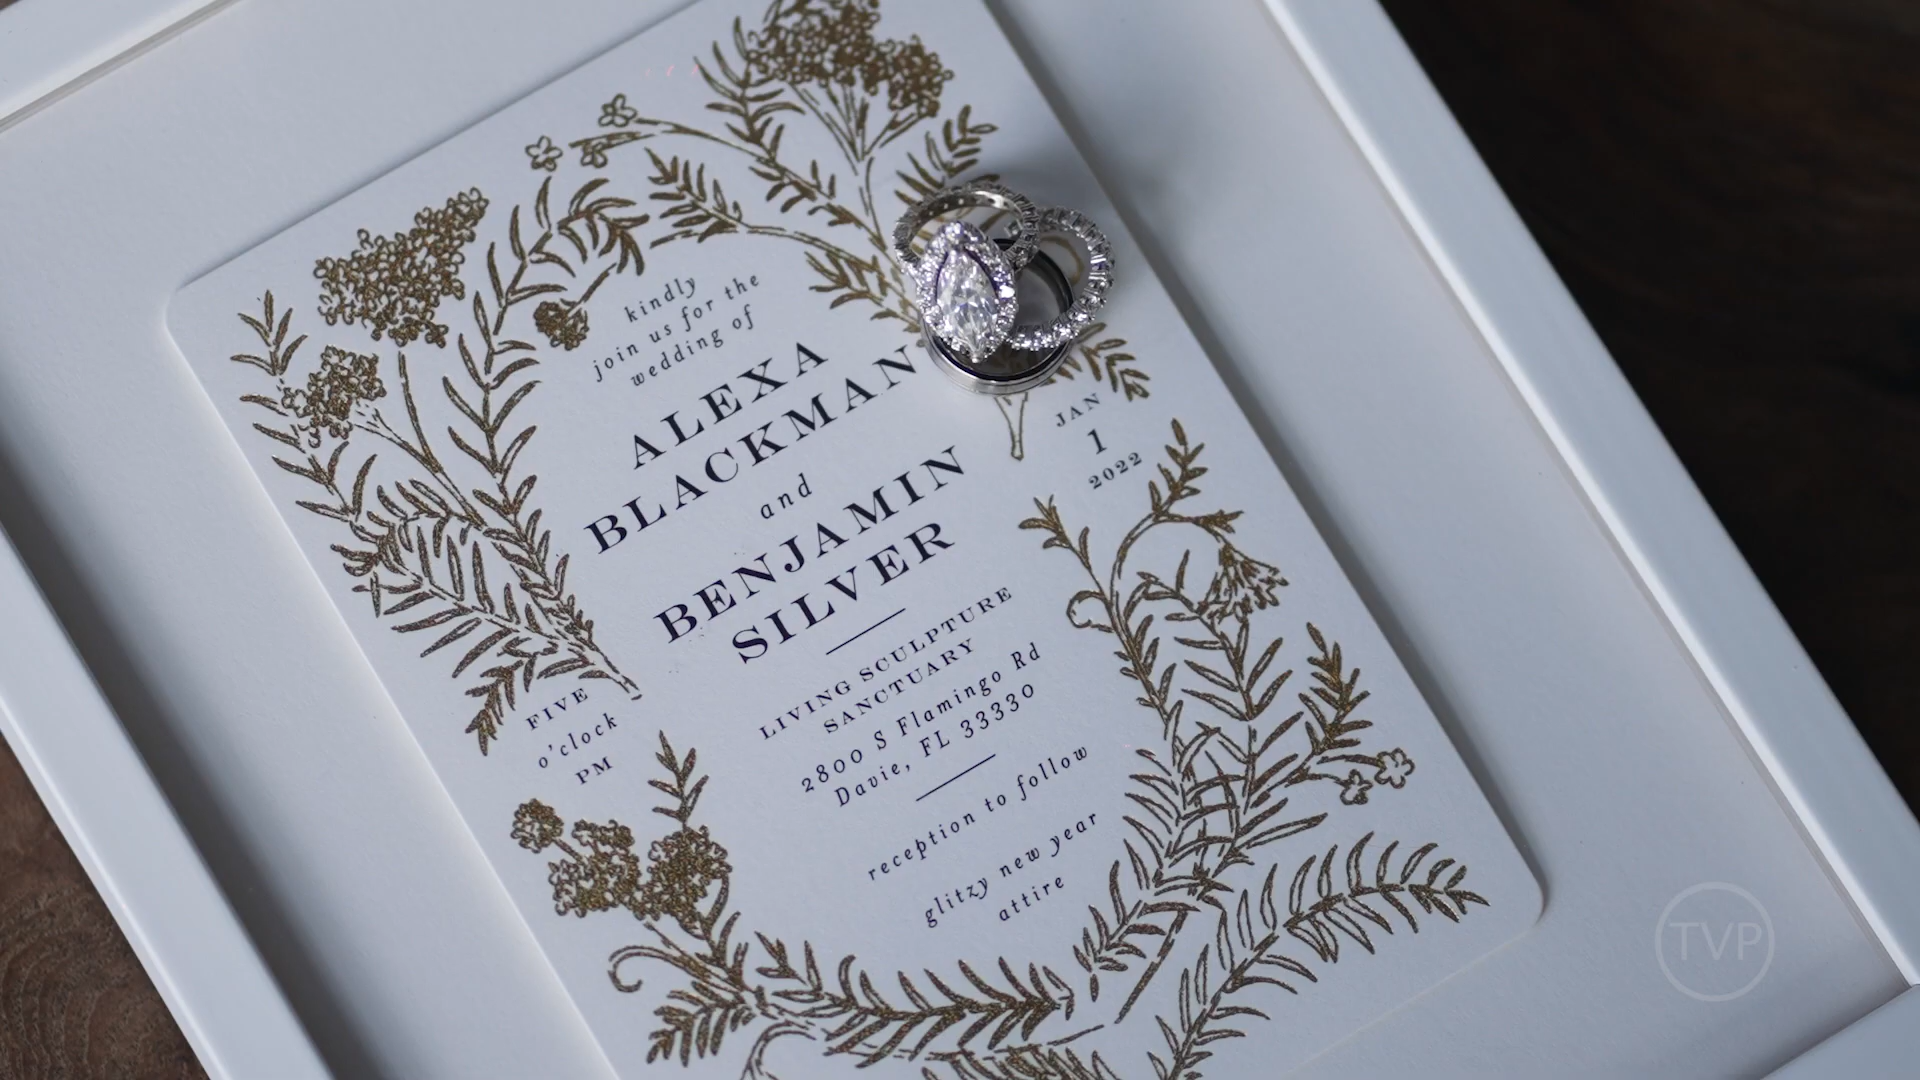 kindly
join us for the
wedding of
ALEXA
BLACKMAN
and
BENJAMIN
SILVER
JAN
1
2022
FIVE
o'clock
PM
LIVING SCULPTURE
SANCTUARY
2800 S Flamingo Rd
Davie, FL 33330
reception to follow
glitzy new year
attire
TVP